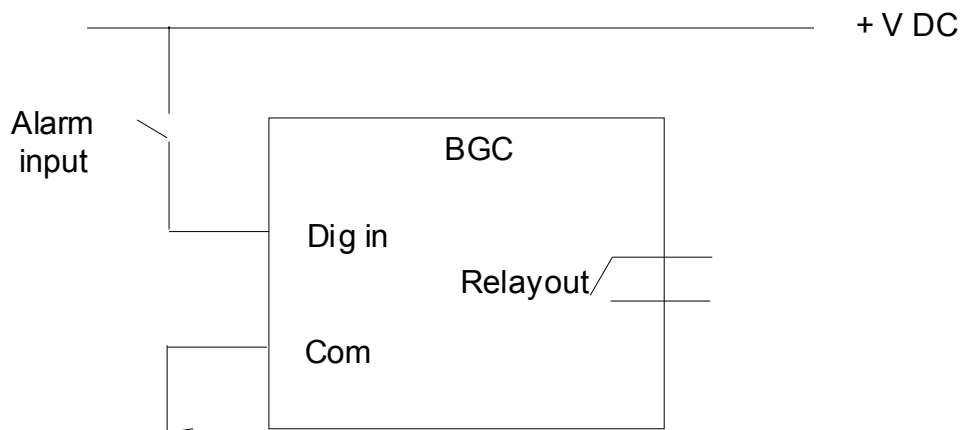 + V DC
Alarm
input
BGC
Dig in
Relayout
Com